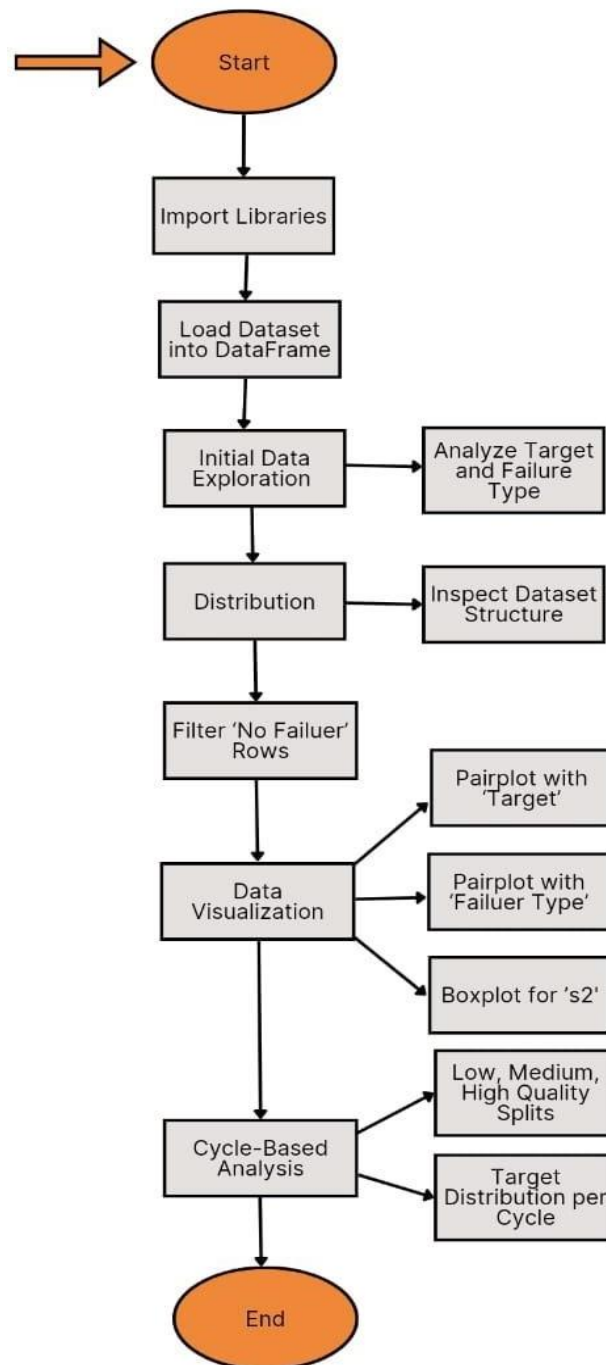 Start
Import Libraries
Load Dataset
into DataFrame
Initial Data
Exploration
Analyze Target
and Failure
Type
Distribution
Inspect Dataset
Structure
Filter ‘No Failuer’
Rows
Pairplot with
‘Target’
Data
Visualization
Pairplot with
‘Failuer Type’
Boxplot for ’s2'
Low, Medium,
High Quality
Splits
Cycle-Based
Analysis
Target
Distribution per
Cycle
End